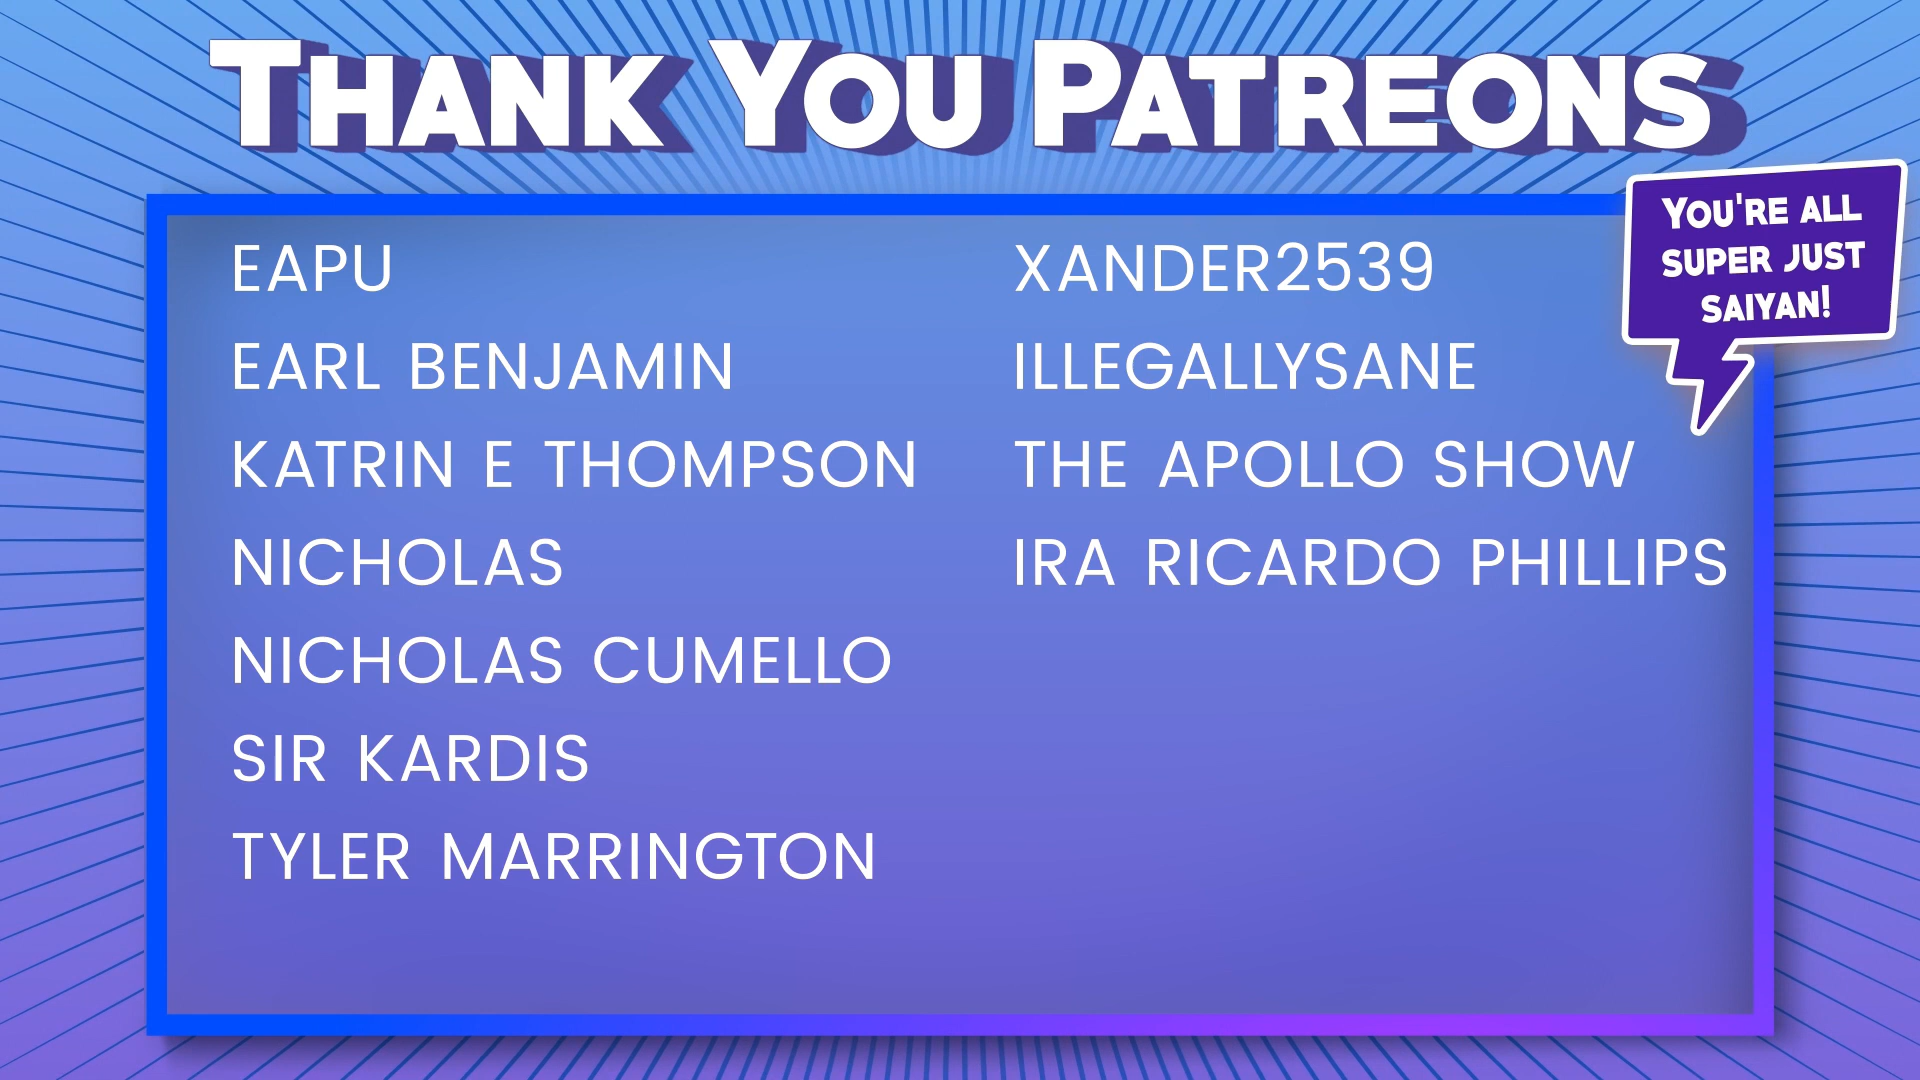 THANK YOU PATREONS
YOU'RE ALL
SUPER JUST
SAIYAN!
EAPU
EARL BENJAMIN
KATRIN E THOMPSON
NICHOLAS
NICHOLAS CUMELLO
SIR KARDIS
TYLER MARRINGTON
XANDER2539
ILLEGALLYSANE
THE APOLLO SHOW
IRA RICARDO PHILLIPS